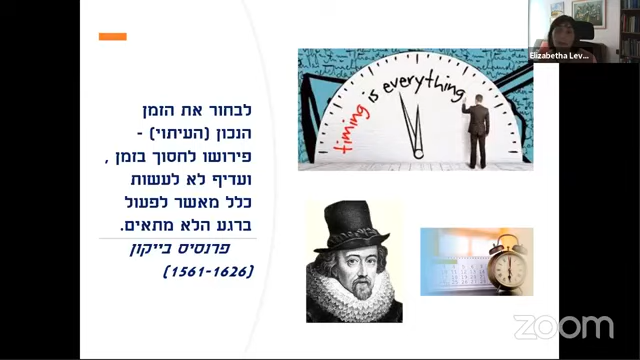 לבחור את הזמן
הנכון (העיתוי) -
פירושו לחסוך בזמן ,
ועדיף לא לעשות
כלל מאשר לפעול
ברגע הלא מתאים.
פרנסיס בייקון
(1561-1626)
timing is everything
Elizabetha Lev...
zoom